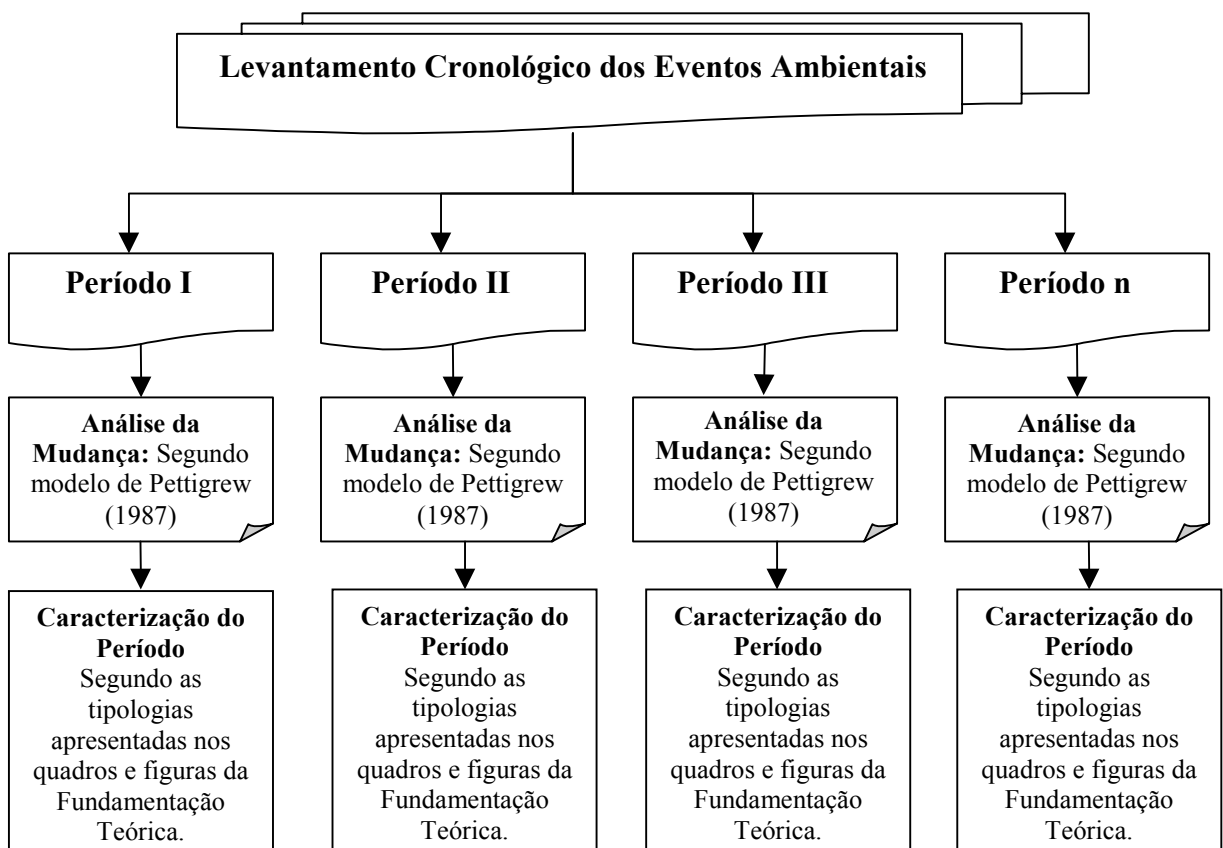 Levantamento Cronológico dos Eventos Ambientais
Período I
Período II
Período III
Período n
Análise da
Mudança: Segundo
modelo de Pettigrew
(1987)
Análise da
Mudança: Segundo
modelo de Pettigrew
(1987)
Análise da
Mudança: Segundo
modelo de Pettigrew
(1987)
Análise da
Mudança: Segundo
modelo de Pettigrew
(1987)
Caracterização do
Período
Segundo as
tipologias
apresentadas nos
quadros e figuras da
Fundamentação
Teórica.
Caracterização do
Período
Segundo as
tipologias
apresentadas nos
quadros e figuras da
Fundamentação
Teórica.
Caracterização do
Período
Segundo as
tipologias
apresentadas nos
quadros e figuras da
Fundamentação
Teórica.
Caracterização do
Período
Segundo as
tipologias
apresentadas nos
quadros e figuras da
Fundamentação
Teórica.